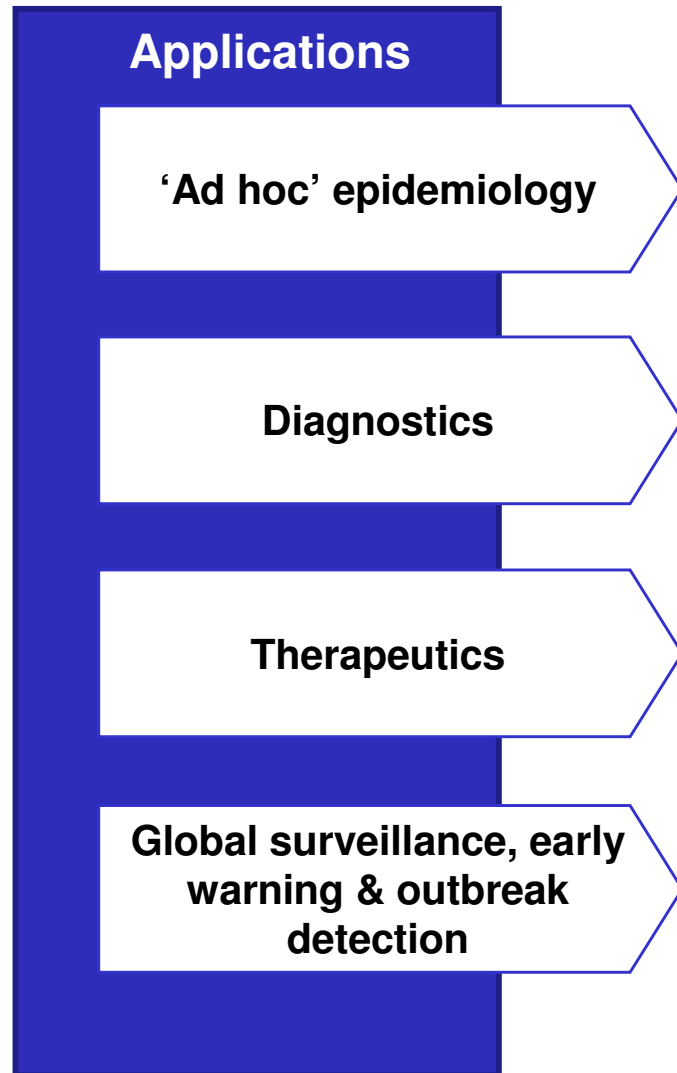 Applications
‘Ad hoc’ epidemiology
Diagnostics
Therapeutics
Global surveillance, early
warning & outbreak
detection